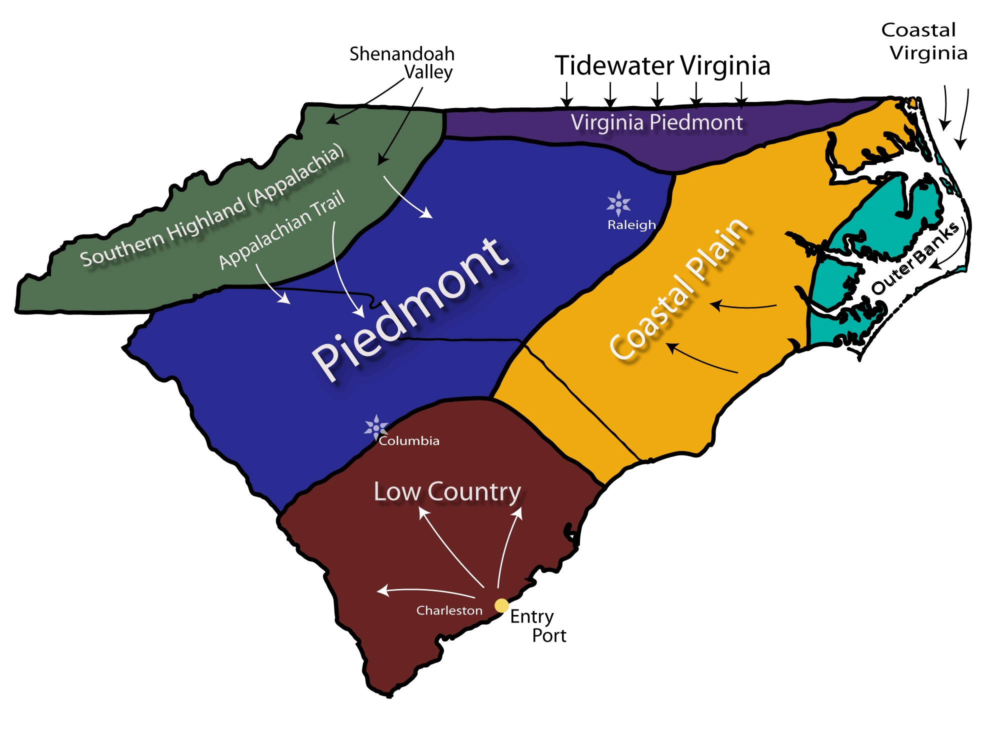 Coastal
Virginia
Shenandoah
Valley
Tidewater Virginia
Virginia Piedmont
Southern Highland (Appalachia)
Appalachian Trail
Raleigh
Piedmont
Coastal Plain
Outer Banks
Columbia
Low Country
Charleston
Entry
Port